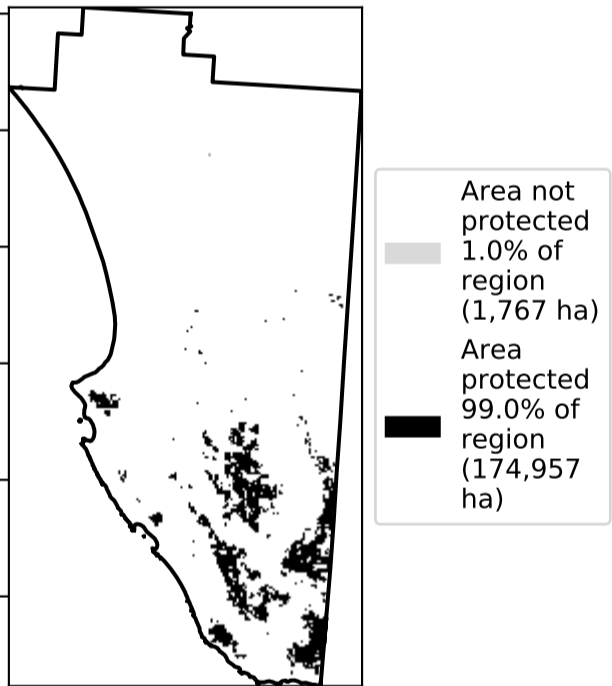 Area not
protected
1.0% of
region
(1,767 ha)
Area
protected
99.0% of
region
(174,957
ha)